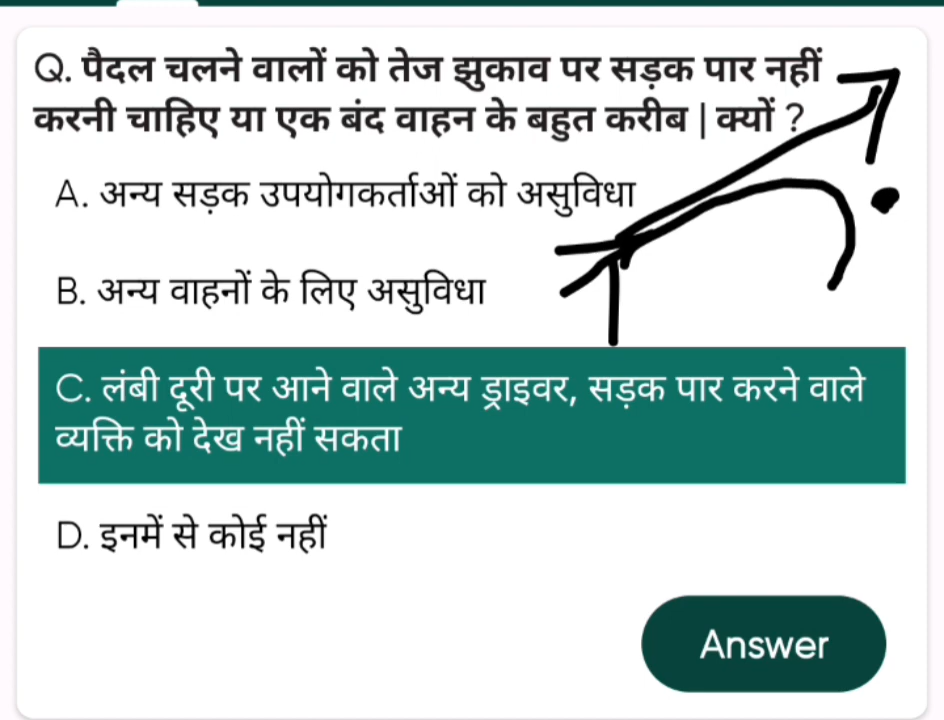 Q. पैदल चलने वालों को तेज झुकाव पर सड़क पार नहीं
करनी चाहिए या एक बंद वाहन के बहुत करीब | क्यों ?
A. अन्य सड़क उपयोगकर्ताओं को असुविधा
B. अन्य वाहनों के लिए असुविधा
C. लंबी दूरी पर आने वाले अन्य ड्राइवर, सड़क पार करने वाले
व्यक्ति को देख नहीं सकता
D. इनमें से कोई नहीं
Answer